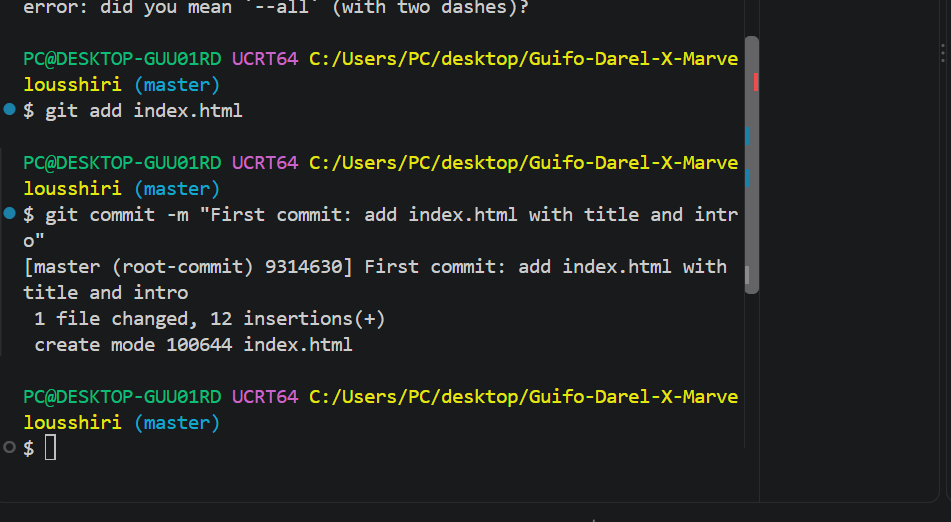 error: did you mean `--all` (with two dashes)?
PC@DESKTOP-GUU01RD UCRT64 C:/Users/PC/desktop/Guifo-Darel-X-Marve
lousshiri (master)
$ git add index.html
PC@DESKTOP-GUU01RD UCRT64 C:/Users/PC/desktop/Guifo-Darel-X-Marve
lousshiri (master)
$ git commit -m "First commit: add index.html with title and intr
o"
[master (root-commit) 9314630] First commit: add index.html with
title and intro
 1 file changed, 12 insertions(+)
 create mode 100644 index.html
PC@DESKTOP-GUU01RD UCRT64 C:/Users/PC/desktop/Guifo-Darel-X-Marve
lousshiri (master)
$